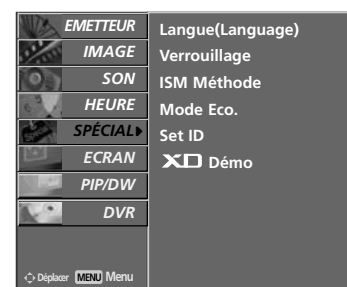 EMETTEUR
IMAGE
SON
HEURE
SPÉCIAL
ECRAN
PIP/DW
DVR
Déplacer MENU Menu
Langue(Language)
Verrouillage
ISM Méthode
Mode Eco.
Set ID
XD Démo